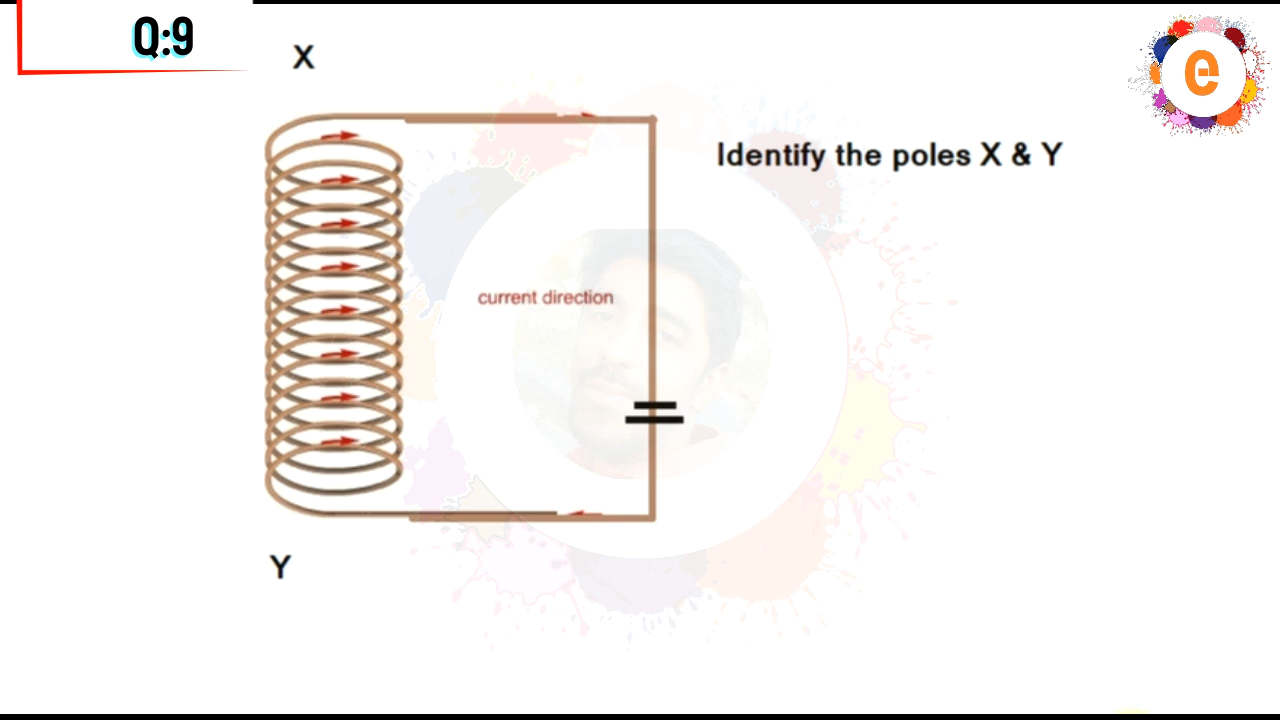 Q:9
X
e
Identify the poles X & Y
current direction
Y